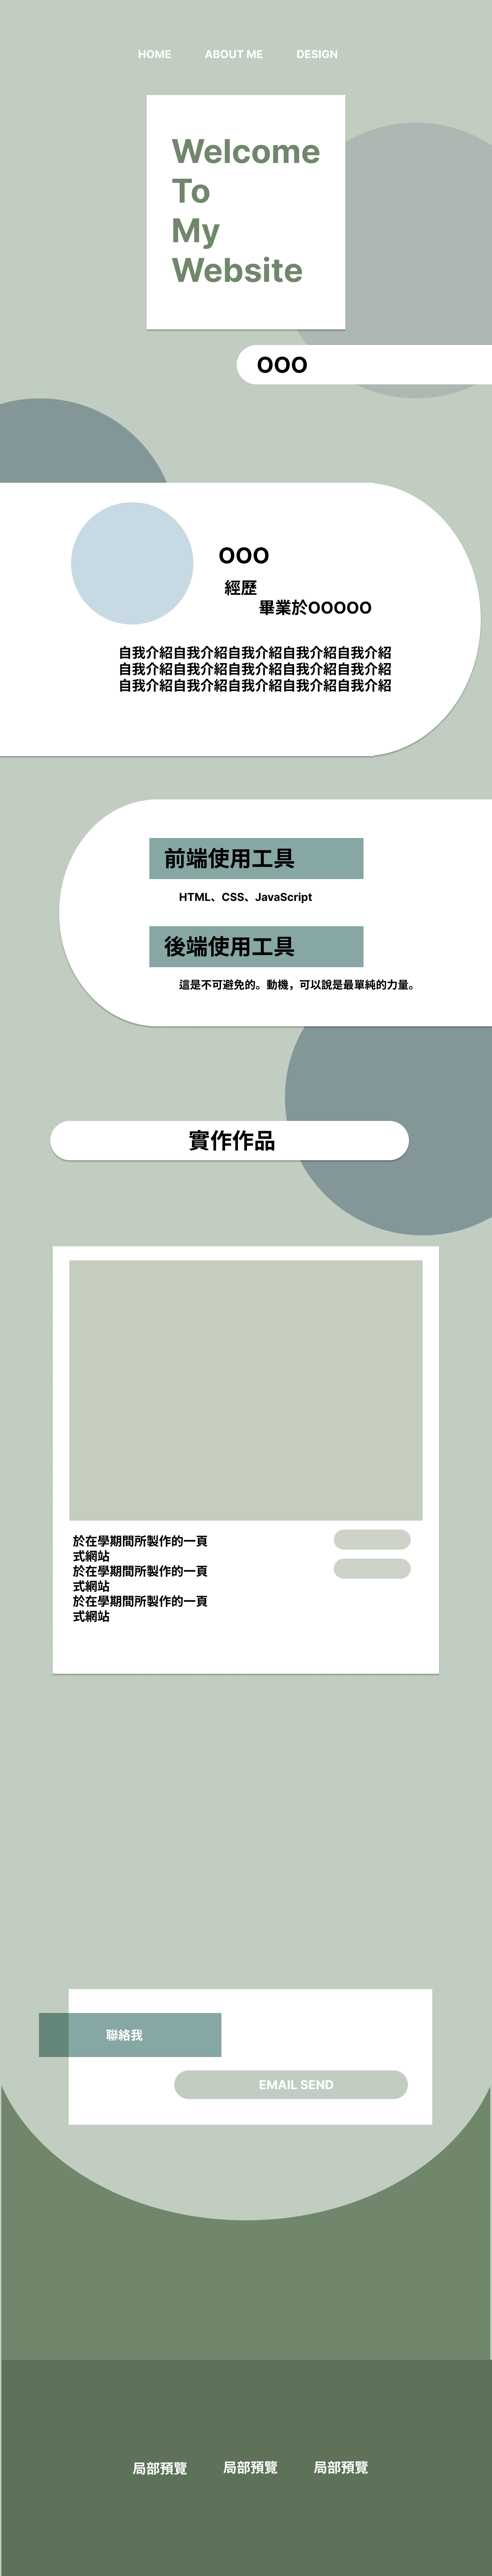 HOME ABOUT ME DESIGN
Welcome
To
My
Website
OOO
OOO
經歷
畢業於OOOOO
自我介紹自我介紹自我介紹自我介紹自我介紹
自我介紹自我介紹自我介紹自我介紹自我介紹
自我介紹自我介紹自我介紹自我介紹自我介紹
前端使用工具
HTML、CSS、JavaScript
後端使用工具
這是不可避免的。動機，可以說是最單純的力量。
實作作品
於在學期間所製作的一頁
式網站
於在學期間所製作的一頁
式網站
於在學期間所製作的一頁
式網站
聯絡我
EMAIL SEND
局部預覽 局部預覽 局部預覽